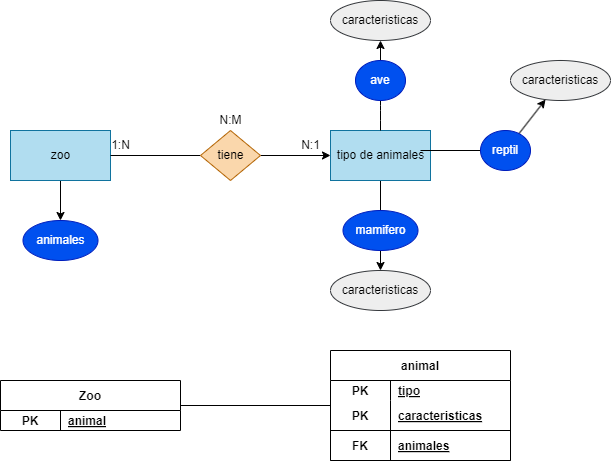 caracteristicas
ave
caracteristicas
N:M
zoo
1:N
tiene
N:1
tipo de animales
reptil
animales
mamifero
caracteristicas
animal
Zoo
PK animal
PK tipo
PK caracteristicas
FK animales